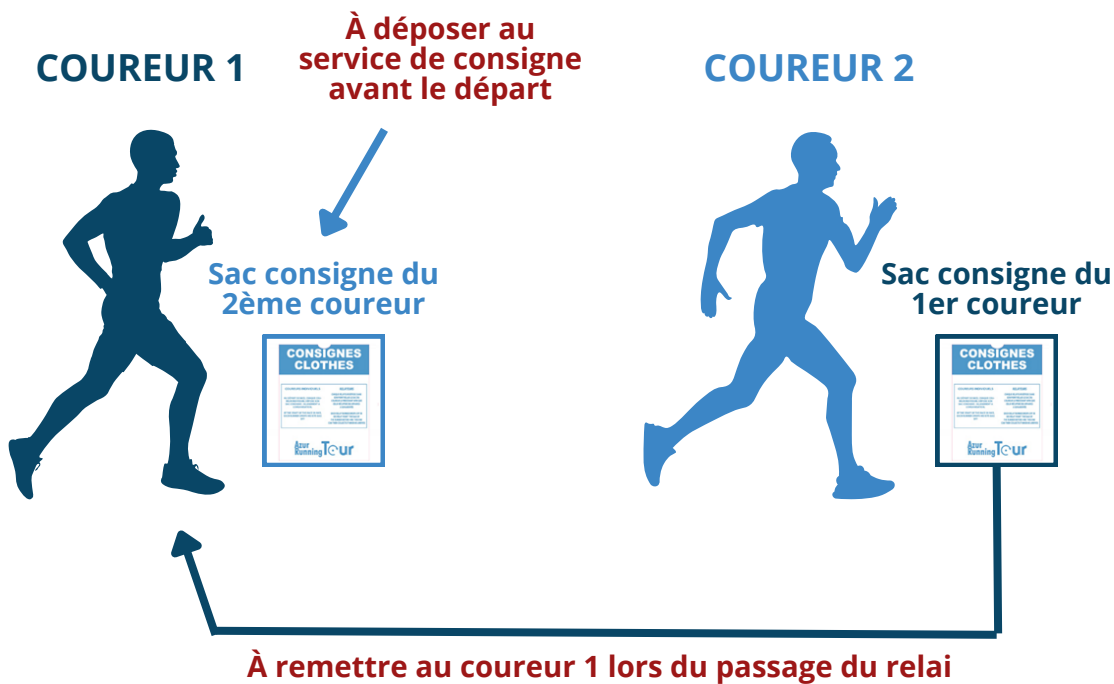 À déposer au
service de consigne
avant le départ
COUREUR 1
COUREUR 2
Sac consigne du
2ème coureur
CONSIGNES
CLOTHES
Azur
Running Tour
Sac consigne du
1er coureur
CONSIGNES
CLOTHES
Azur
Running Tour
À remettre au coureur 1 lors du passage du relai